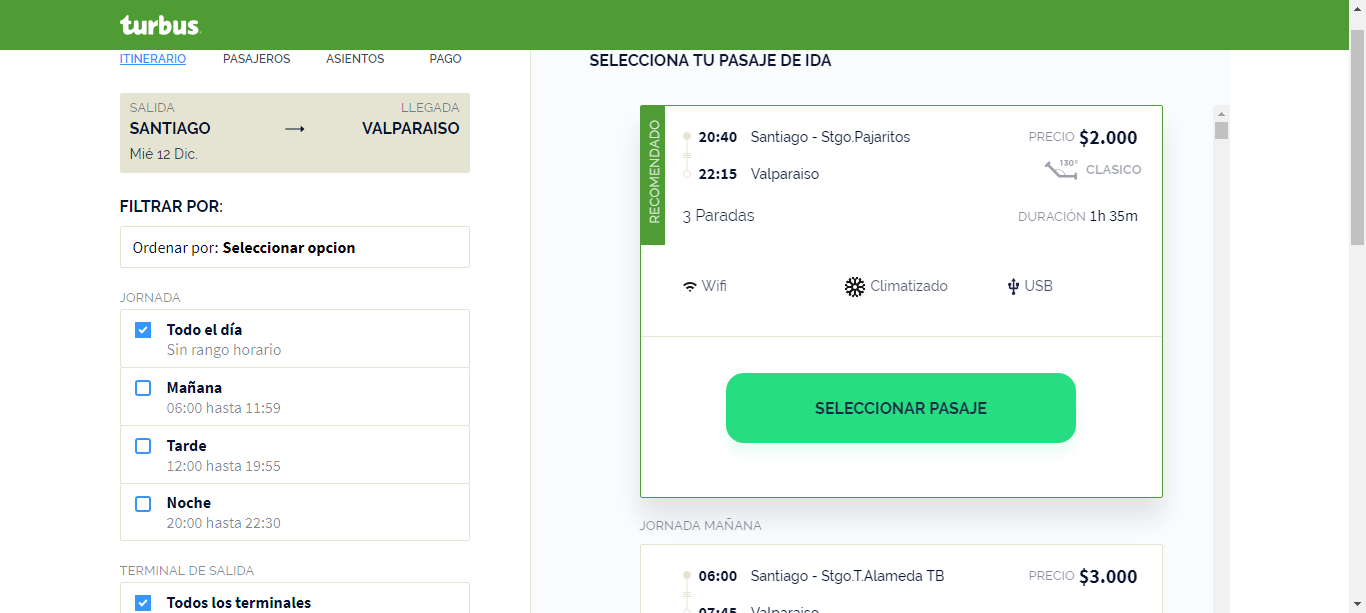 turbus
ITINERARIO PASAJEROS ASIENTOS PAGO
SALIDA LLEGADA
SANTIAGO VALPARAISO
Mié 12 Dic.
FILTRAR POR:
Ordenar por: Seleccionar opcion
JORNADA
Todo el día
Sin rango horario
Mañana
06:00 hasta 11:59
Tarde
12:00 hasta 19:55
Noche
20:00 hasta 22:30
TERMINAL DE SALIDA
Todos los terminales
SELECCIONA TU PASAJE DE IDA
RECOMENDADO
20:40 Santiago - Stgo.Pajaritos PRECIO $2.000
130º CLASICO
22:15 Valparaiso
3 Paradas DURACIÓN 1h 35m
Wifi Climatizado USB
SELECCIONAR PASAJE
JORNADA MAÑANA
06:00 Santiago - Stgo.T.Alameda TB PRECIO $3.000
07:45 Valparaiso